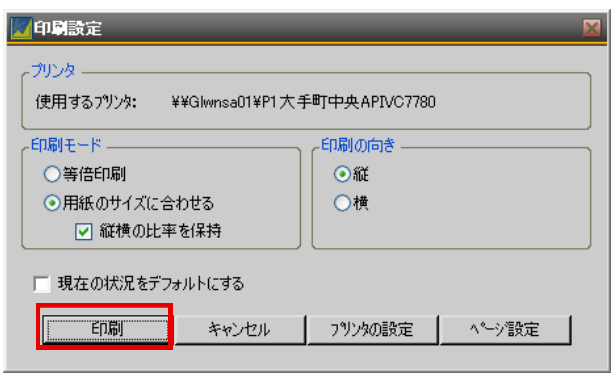 印刷設定
プリンタ
使用するプリンタ: ¥¥Glwnsa01¥P1大手町中央APIVC7780
印刷モード
等倍印刷
用紙のサイズに合わせる
縦横の比率を保持
印刷の向き
縦
横
現在の状況をデフォルトにする
印刷 キャンセル プリンタの設定 ページ設定